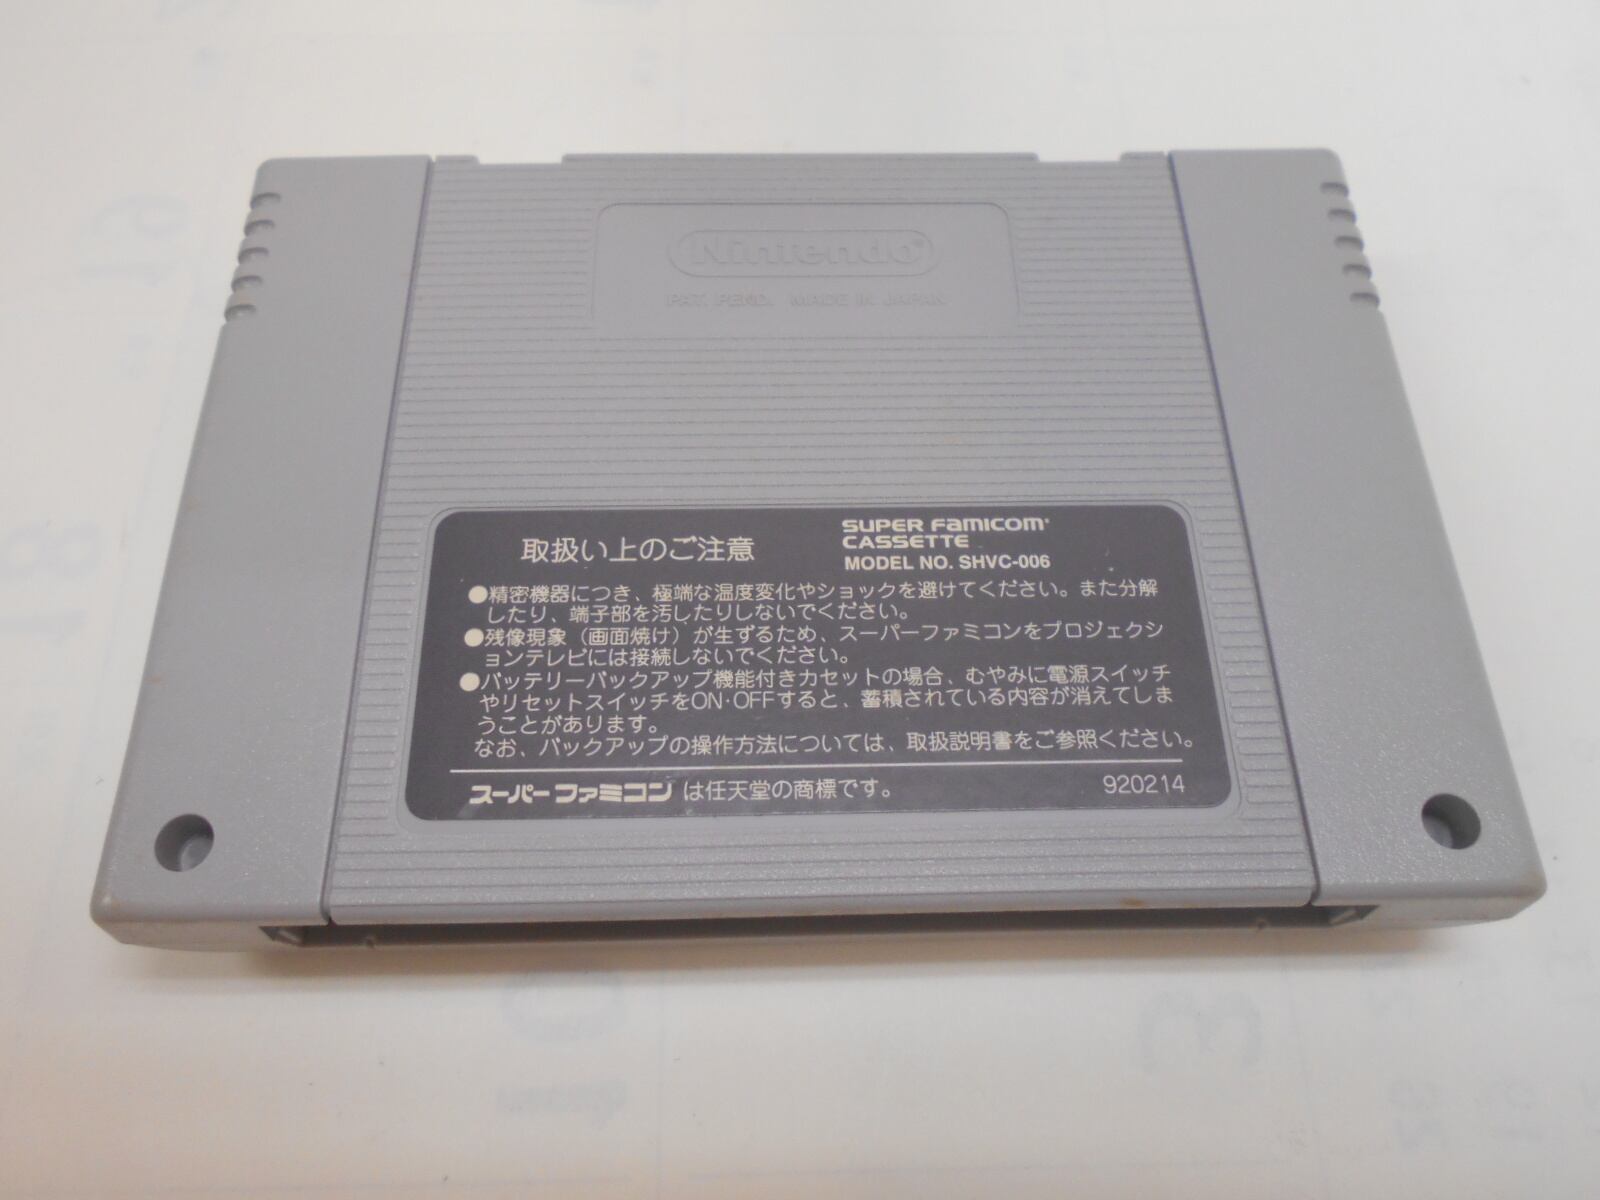 Nintendo®
PAT. PEND. MADE IN JAPAN
取扱い上のご注意
SUPER FAMICOM®
CASSETTE
MODEL NO. SHVC-006
●精密機器につき、極端な温度変化やショックを避けてください。また分解
したり、端子部を汚したりしないでください。
●残像現象（画面焼け）が生ずるため、スーパーファミコンをプロジェクシ
ョンテレビには接続しないでください。
●バッテリーバックアップ機能付きカセットの場合、むやみに電源スイッチ
やリセットスイッチをON·OFFすると、蓄積されている内容が消えてしま
うことがあります。
なお、バックアップの操作方法については、取扱説明書をご参照ください。
スーパーファミコンは任天堂の商標です。
920214